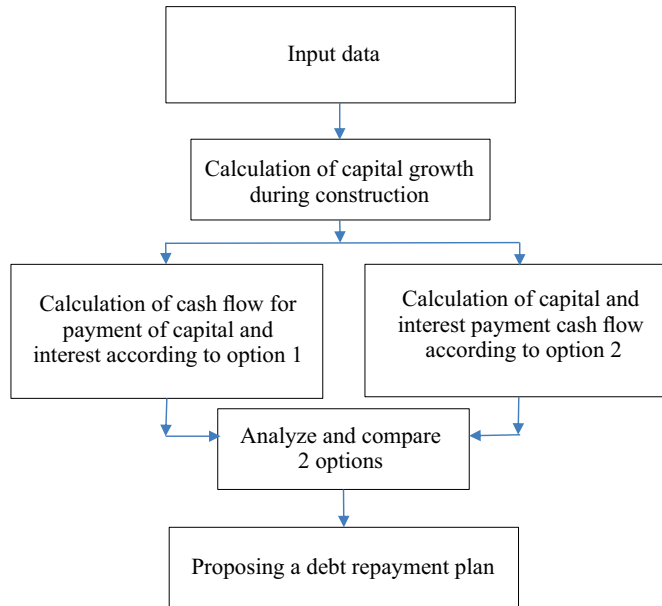 Input data
Calculation of capital growth
during construction
Calculation of cash flow for
payment of capital and
interest according to option 1
Calculation of capital and
interest payment cash flow
according to option 2
Analyze and compare
2 options
Proposing a debt repayment plan